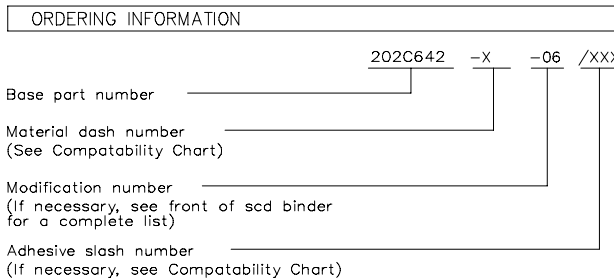 ORDERING INFORMATION
202C642 -X -06 /XXX
Base part number
Material dash number
(See Compatability Chart)
Modification number
(If necessary, see front of scd binder
for a complete list)
Adhesive slash number
(If necessary, see Compatability Chart)